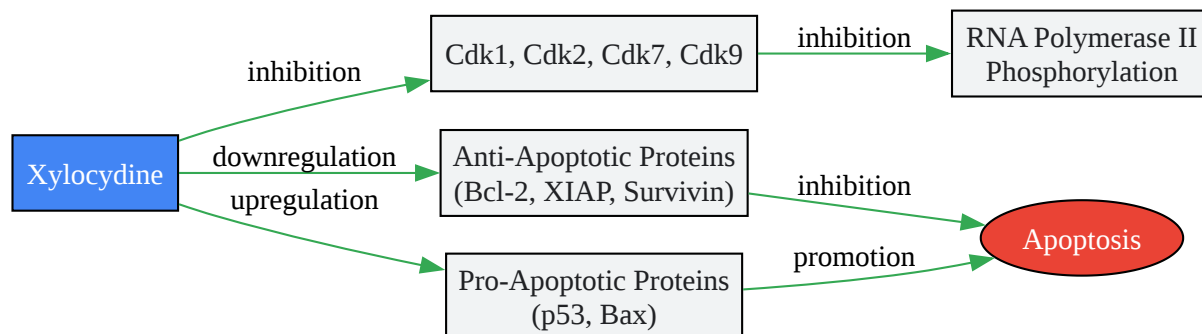 Cdk1, Cdk2, Cdk7, Cdk9
inhibition
RNA Polymerase II
Phosphorylation
inhibition
Xylocydine
downregulation
Anti-Apoptotic Proteins
(Bcl-2, XIAP, Survivin)
inhibition
upregulation
Apoptosis
Pro-Apoptotic Proteins
(p53, Bax)
promotion